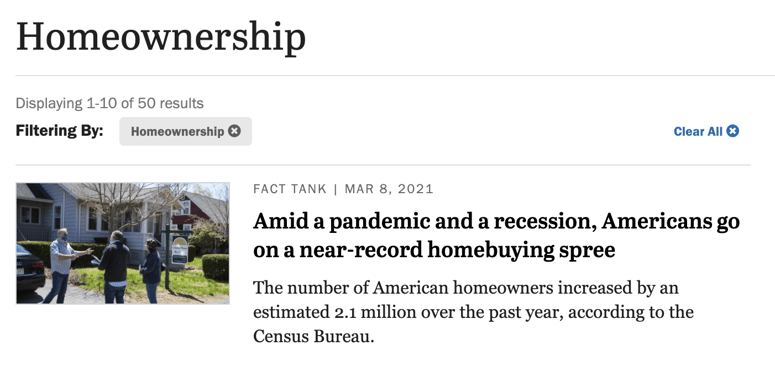 Homeownership
Displaying 1-10 of 50 results
Filtering By: Homeownership
Clear All
FACT TANK | MAR 8, 2021
Amid a pandemic and a recession, Americans go
on a near-record homebuying spree
The number of American homeowners increased by an
estimated 2.1 million over the past year, according to the
Census Bureau.